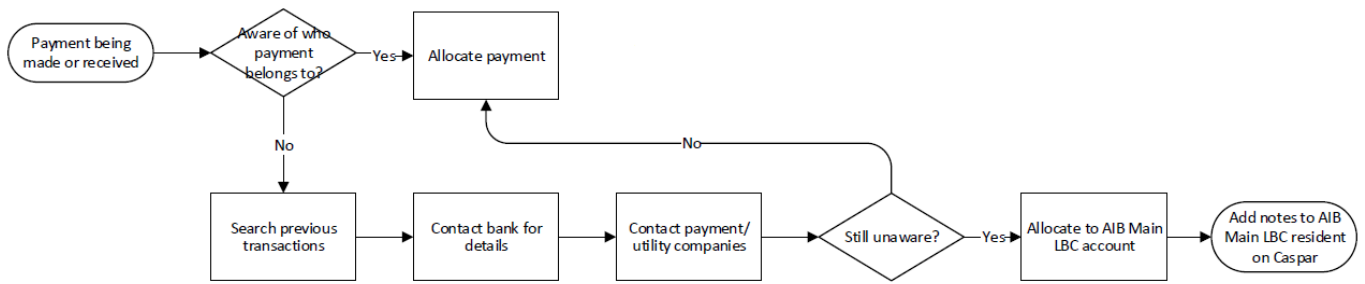 Payment being
made or received
Aware of who
payment
belongs to?
Yes
Allocate payment
No
No
Search previous
transactions
Contact bank for
details
Contact payment/
utility companies
Still unaware?
Yes
Allocate to AIB Main
LBC account
Add notes to AIB
Main LBC resident
on Caspar